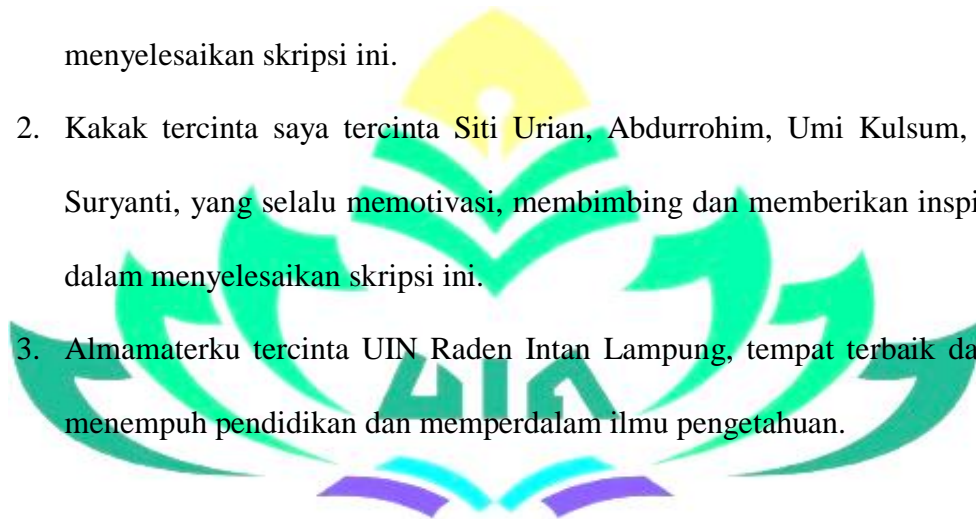 menyelesaikan skripsi ini.
2. Kakak tercinta saya tercinta Siti Urian, Abdurrohim, Umi Kulsum,
Suryanti, yang selalu memotivasi, membimbing dan memberikan inspi
dalam menyelesaikan skripsi ini.
3. Almamaterku tercinta UIN Raden Intan Lampung, tempat terbaik da
UIN
menempuh pendidikan dan memperdalam ilmu pengetahuan.